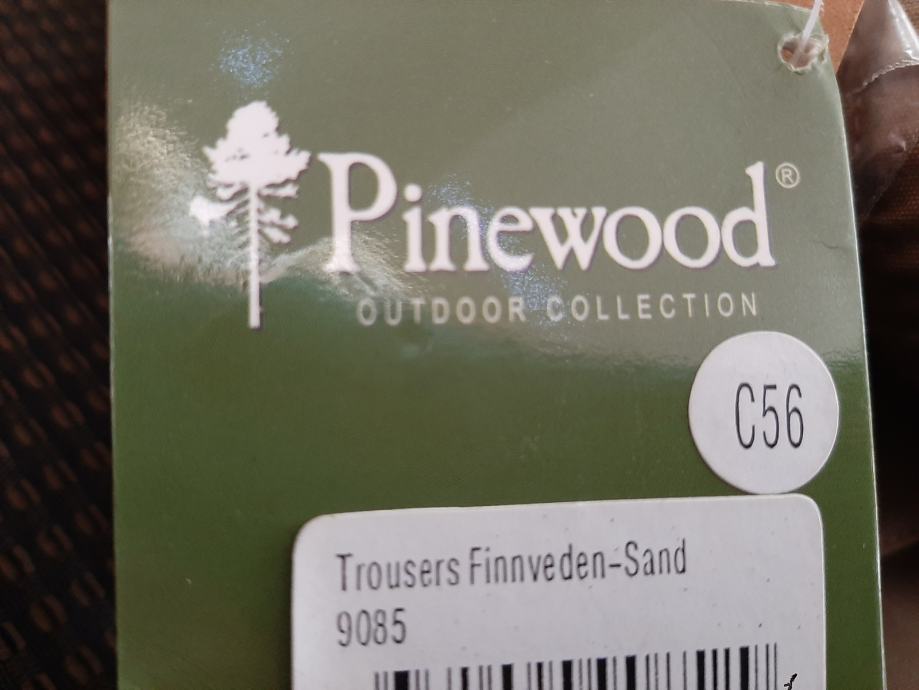 Pinewood®
OUTDOOR COLLECTION
C56
Trousers Finnveden-Sand
9085